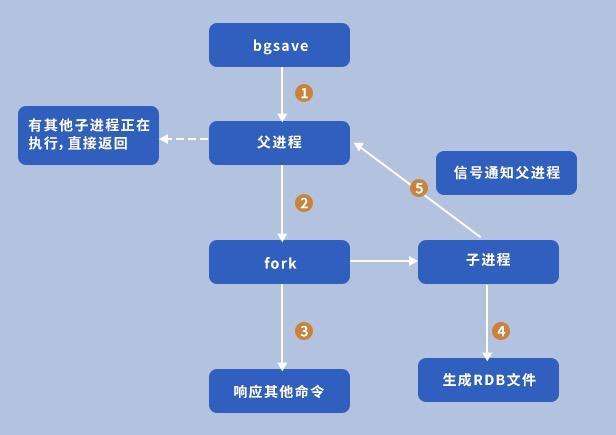 bgsave
1
有其他子进程正在
执行，直接返回
父进程
信号通知父进程
5
2
fork
子进程
3
4
生成RDB文件
响应其他命令